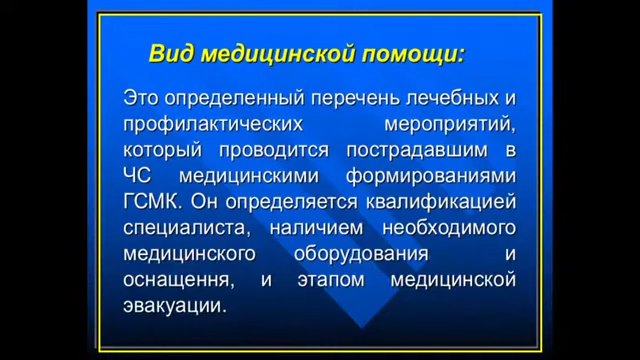 Вид медицинской помощи:
Это определенный перечень лечебных и
профилактических мероприятий,
который проводится пострадавшим в
ЧС медицинскими формированиями
ГСМК. Он определяется квалификацией
специалиста, наличием необходимого
медицинского оборудования и
оснащення, и этапом медицинской
эвакуации.